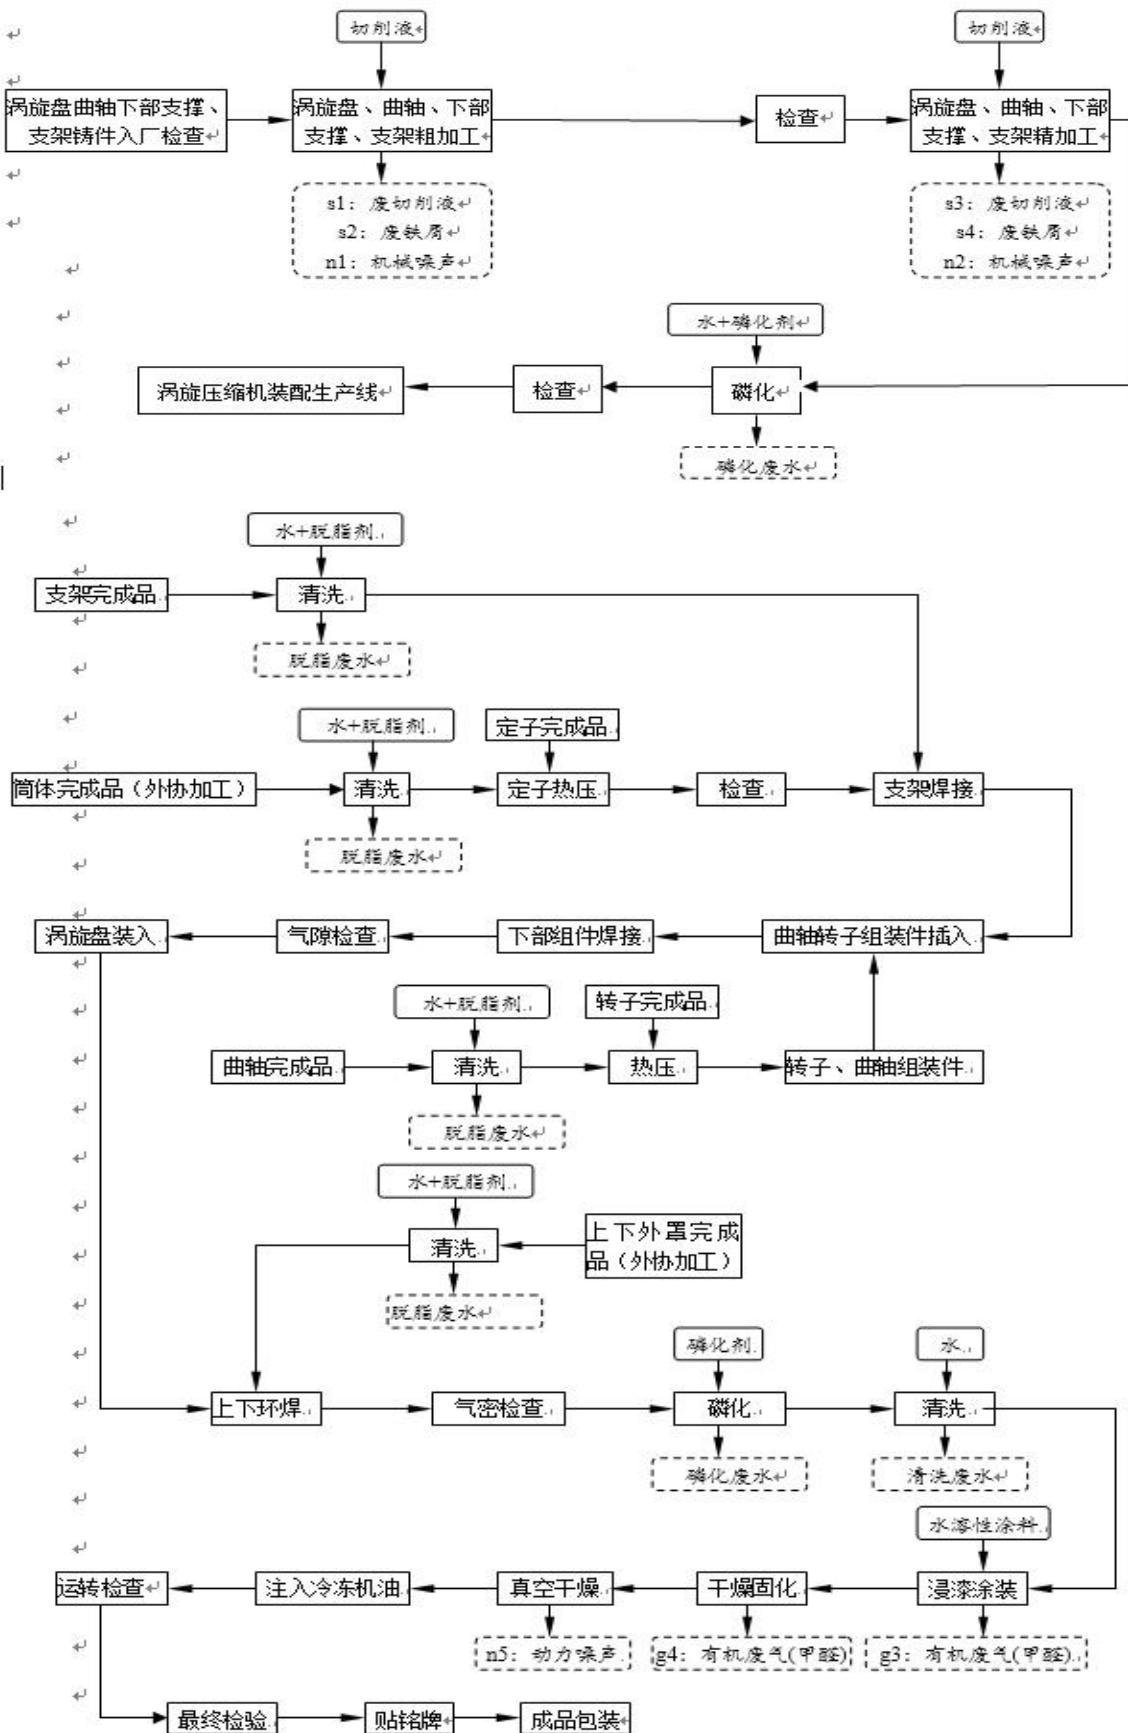 切削液
切削液
涡旋盘曲轴下部支撑、
支架铸件入厂检查
涡旋盘、曲轴、下部
支撑、支架粗加工
检查
涡旋盘、曲轴、下部
支撑、支架精加工
s1：废切削液
s2：废铁屑
n1：机械噪声
s3：废切削液
s4：废铁屑
n2：机械噪声
水+磷化剂
涡旋压缩机装配生产线
检查
磷化
磷化废水
水+脱脂剂
支架完成品
清洗
脱脂废水
水+脱脂剂
定子完成品
筒体完成品（外协加工）
清洗
定子热压
检查
支架焊接
脱脂废水
涡旋盘装入
气隙检查
下部组件焊接
曲轴转子组装件插入
水+脱脂剂
转子完成品
曲轴完成品
清洗
热压
转子、曲轴组装件
脱脂废水
水+脱脂剂
清洗
上下外罩完成
品（外协加工）
脱脂废水
磷化剂
水
上下环焊
气密检查
磷化
清洗
磷化废水
清洗废水
水溶性涂料
运转检查
注入冷冻机油
真空干燥
干燥固化
浸漆涂装
n5：动力噪声
g4：有机废气(甲醛)
g3：有机废气(甲醛)
最终检验
贴铭牌
成品包装